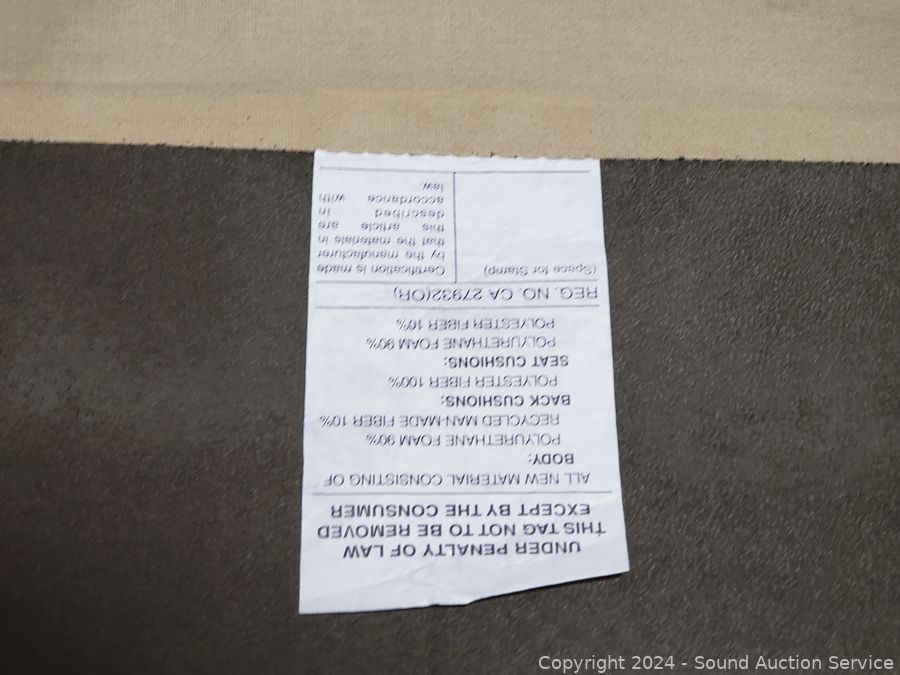 UNDER PENALTY OF LAW
THIS TAG NOT TO BE REMOVED
EXCEPT BY THE CONSUMER
ALL NEW MATERIAL CONSISTING OF
BODY:
POLYURETHANE FOAM 90%
RECYCLED MAN-MADE FIBER 10%
BACK CUSHIONS:
POLYESTER FIBER 100%
SEAT CUSHIONS:
POLYURETHANE FOAM 90%
POLYESTER FIBER 10%
REG. NO. CA 27932(OR)
(Space for Stamp)
Certification is made
by the manufacturer
that the materials in
this article are
described in
accordance with
law.
Copyright 2024 - Sound Auction Service